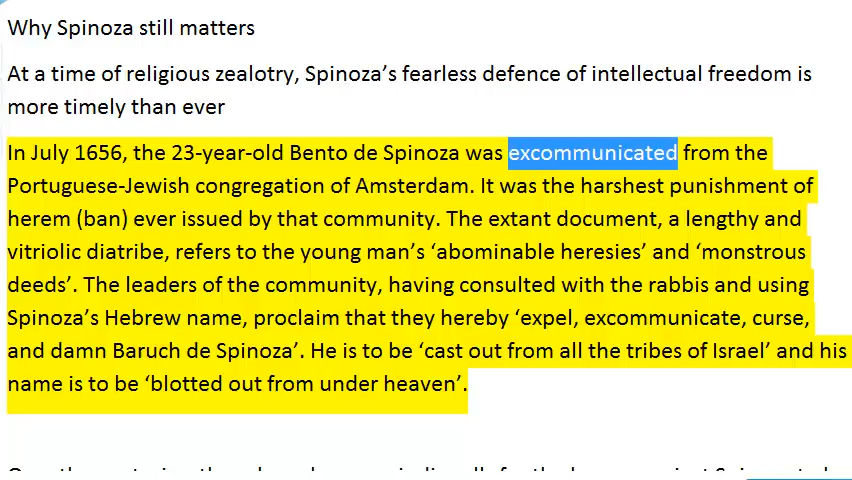 Why Spinoza still matters
At a time of religious zealotry, Spinoza’s fearless defence of intellectual freedom is
more timely than ever
In July 1656, the 23-year-old Bento de Spinoza was excommunicated from the
Portuguese-Jewish congregation of Amsterdam. It was the harshest punishment of
herem (ban) ever issued by that community. The extant document, a lengthy and
vitriolic diatribe, refers to the young man’s ‘abominable heresies’ and ‘monstrous
deeds’. The leaders of the community, having consulted with the rabbis and using
Spinoza’s Hebrew name, proclaim that they hereby ‘expel, excommunicate, curse,
and damn Baruch de Spinoza’. He is to be ‘cast out from all the tribes of Israel’ and his
name is to be ‘blotted out from under heaven’.